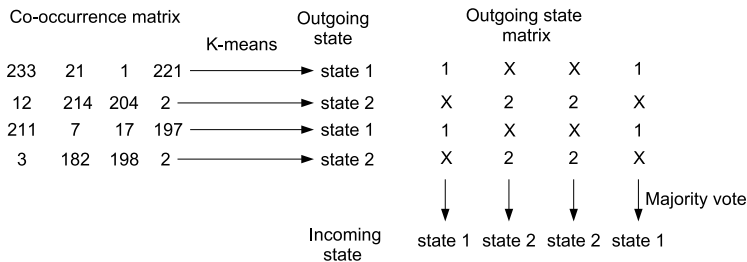 Co-occurrence matrix
K-means
Outgoing
state
Outgoing state
matrix
233 21 1 221 state 1 1 X X 1
12 214 204 2 state 2 X 2 2 X
211 7 17 197 state 1 1 X X 1
3 182 198 2 state 2 X 2 2 X
Majority vote
Incoming
state
state 1 state 2 state 2 state 1